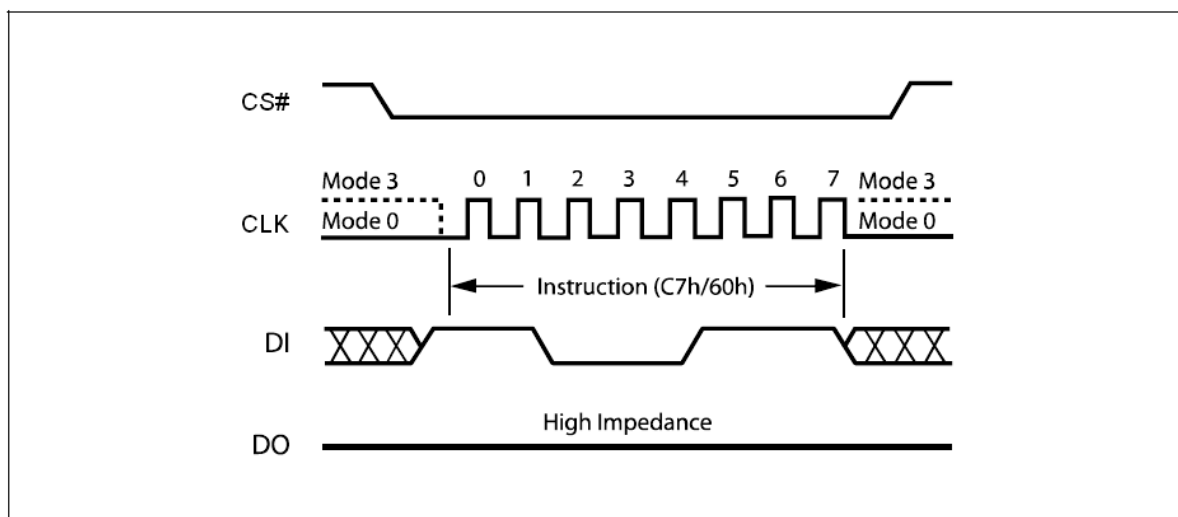 CS#
Mode 3
0 1 2 3 4 5 6 7
Mode 3
CLK
Mode 0
Mode 0
Instruction (C7h/60h)
DI
High Impedance
DO